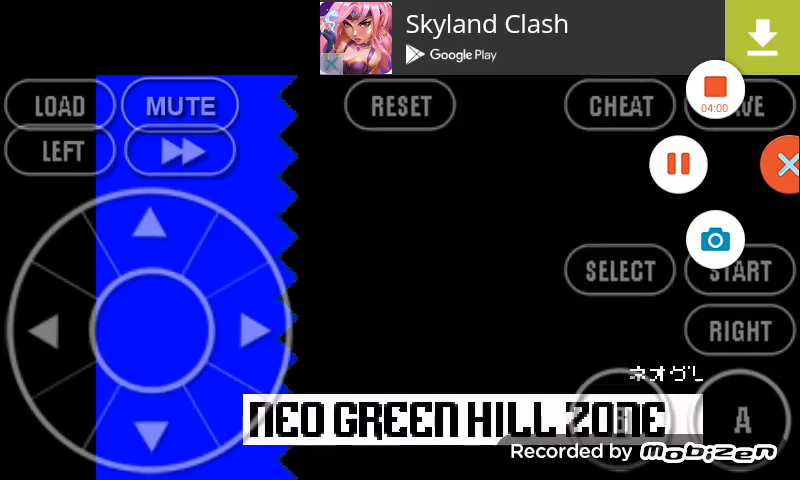 Skyland Clash
Google Play
LOAD
MUTE
RESET
CHEAT
04:00
LEFT
SELECT
START
RIGHT
ネオグリ
NEO GREEN HILL ZONE
B
A
Recorded by mobizen